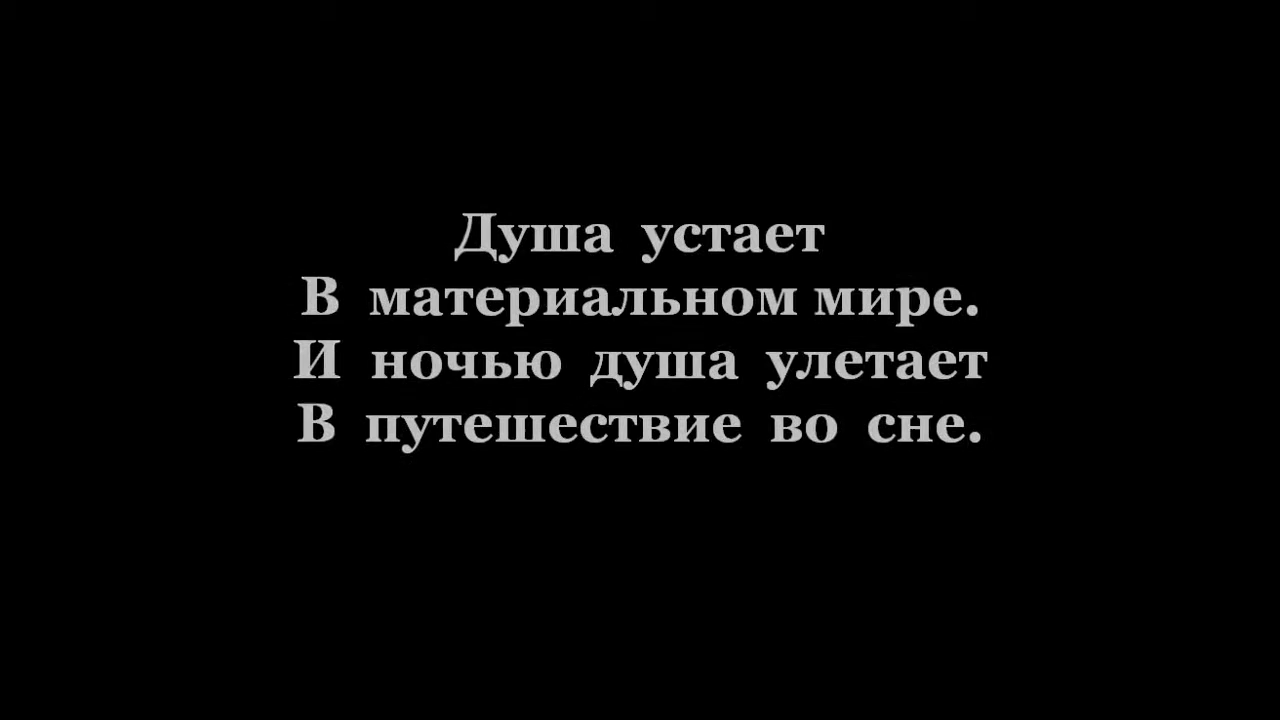 Душа устает
В материальном мире.
И ночью душа улетает
В путешествие во сне.